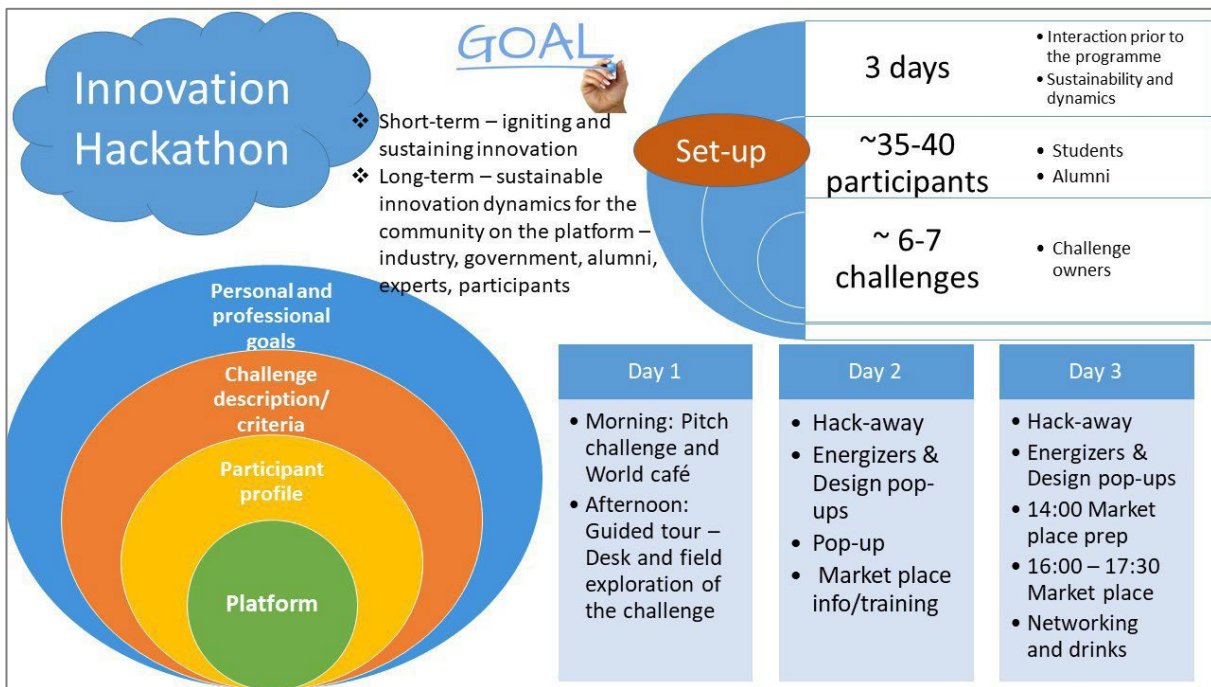 Innovation
Hackathon
GOAL
❖ Short-term – igniting and
sustaining innovation
❖ Long-term – sustainable
innovation dynamics for the
community on the platform –
industry, government, alumni,
experts, participants
Set-up
3 days
• Interaction prior to
the programme
• Sustainability and
dynamics
~35-40
participants
• Students
• Alumni
~ 6-7
challenges
• Challenge
owners
Personal and
professional
goals
Challenge
description/
criteria
Participant
profile
Platform
Day 1
• Morning: Pitch
challenge and
World café
• Afternoon:
Guided tour –
Desk and field
exploration of
the challenge
Day 2
• Hack-away
• Energizers &
Design pop-
ups
• Pop-up
• Market place
info/training
Day 3
• Hack-away
• Energizers &
Design pop-ups
• 14:00 Market
place prep
• 16:00 – 17:30
Market place
• Networking
and drinks